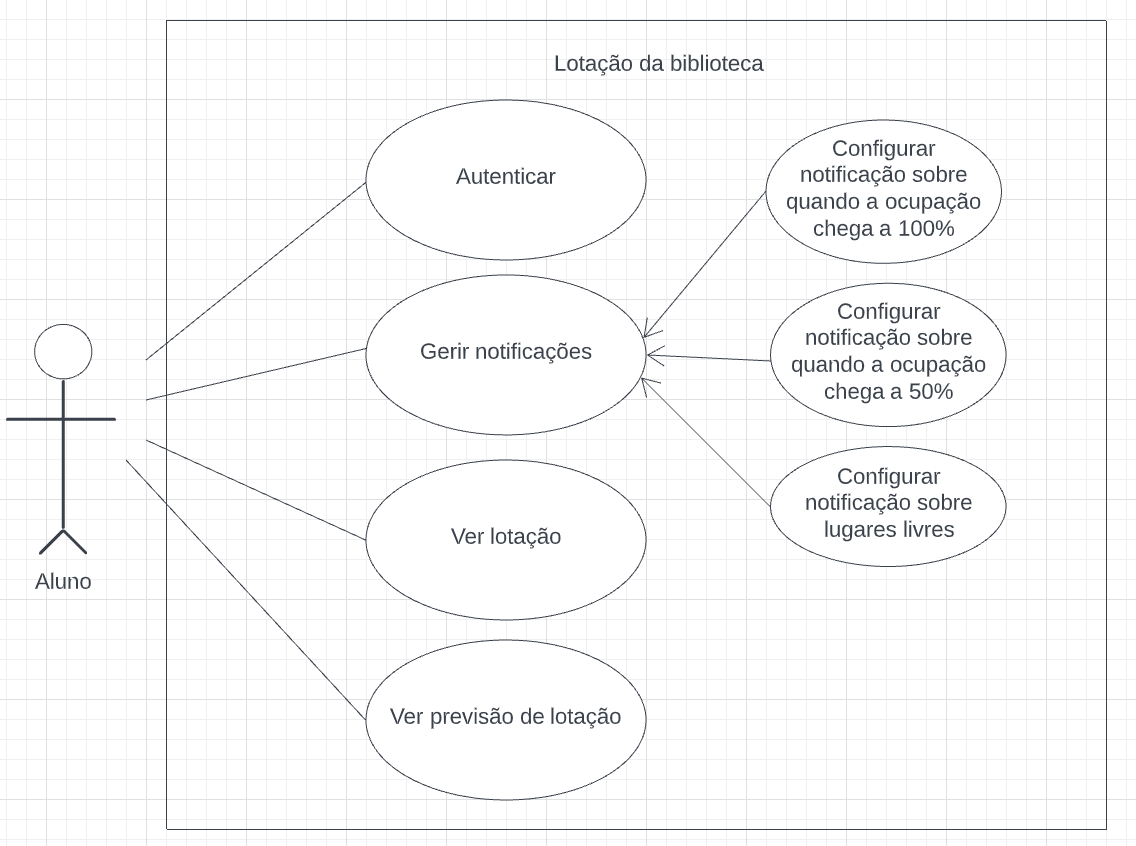 Lotação da biblioteca
Autenticar
Configurar
notificação sobre
quando a ocupação
chega a 100%
Gerir notificações
Configurar
notificação sobre
quando a ocupação
chega a 50%
Ver lotação
Configurar
notificação sobre
lugares livres
Aluno
Ver previsão de lotação